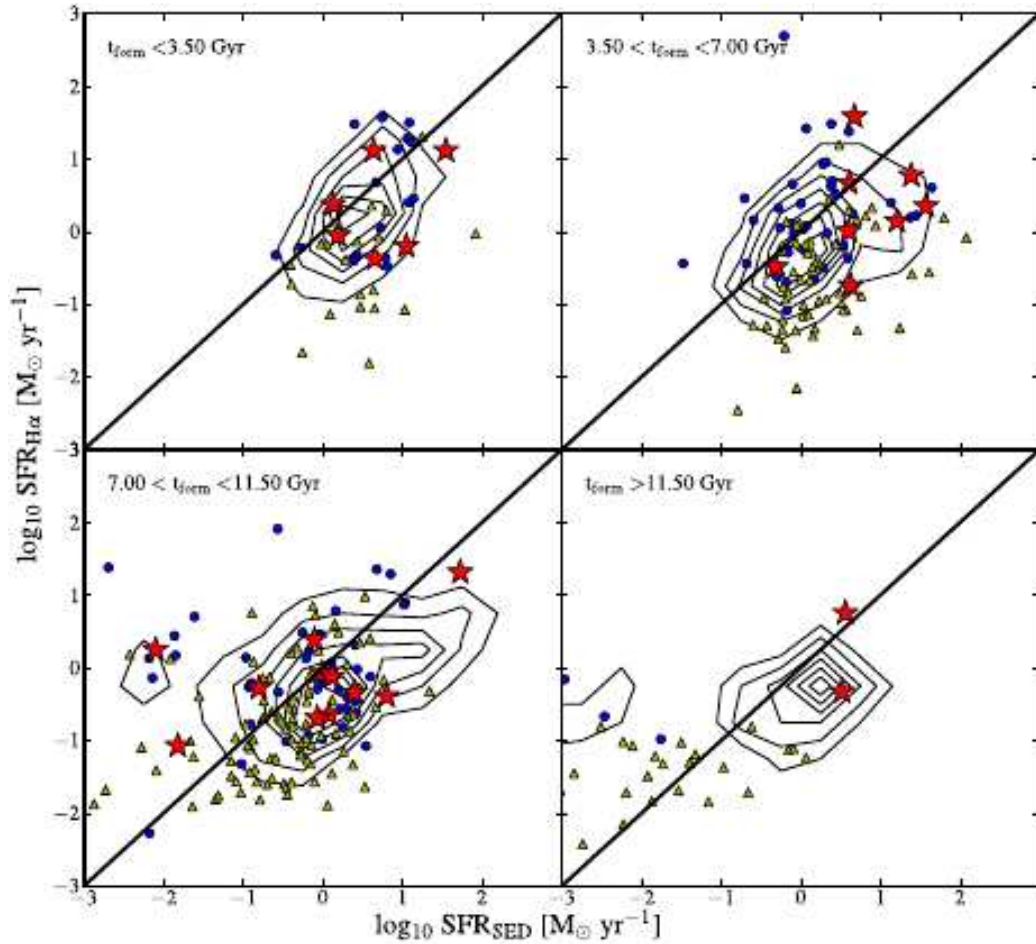 3
t_form <3.50 Gyr
3.50 < t_form <7.00 Gyr
2
1
0
−1
−2
−3
log₁₀ SFR_Hα [M_⊙ yr⁻¹]
7.00 < t_form <11.50 Gyr
t_form >11.50 Gyr
2
1
0
−1
−2
−3
−3 −2 −1 0 1 2 −3 −2 −1 0 1 2
log₁₀ SFR_SED [M_⊙ yr⁻¹]